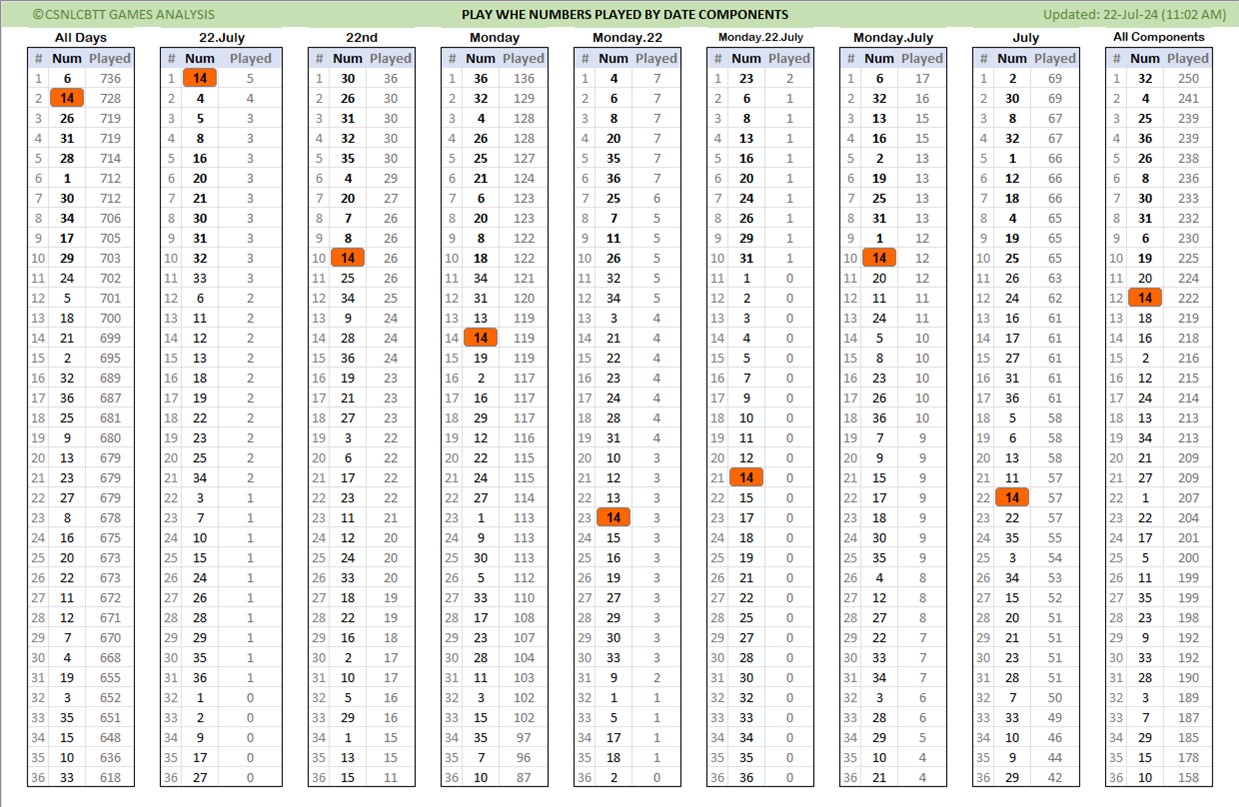 ©CSNLCBTT GAMES ANALYSIS PLAY WHE NUMBERS PLAYED BY DATE COMPONENTS Updated: 22-Jul-24 (11:02 AM)
All Days 22.July 22nd Monday Monday.22 Monday.22.July Monday.July July All Components
# Num Played # Num Played # Num Played # Num Played # Num Played # Num Played # Num Played # Num Played # Num Played
1 6 736 1 14 5 1 30 36 1 36 136 1 4 7 1 23 2 1 6 17 1 2 69 1 32 250
2 14 728 2 4 4 2 26 30 2 32 129 2 6 7 2 6 1 2 32 16 2 30 69 2 4 241
3 26 719 3 5 3 3 31 30 3 4 128 3 8 7 3 8 1 3 13 15 3 8 67 3 25 239
4 31 719 4 8 3 4 32 30 4 26 128 4 20 7 4 13 1 4 16 15 4 32 67 4 36 239
5 28 714 5 16 3 5 35 30 5 25 127 5 35 7 5 16 1 5 2 13 5 1 66 5 26 238
6 1 712 6 20 3 6 4 29 6 21 124 6 36 7 6 20 1 6 19 13 6 12 66 6 8 236
7 30 712 7 21 3 7 20 27 7 6 123 7 25 6 7 24 1 7 25 13 7 18 66 7 30 233
8 34 706 8 30 3 8 7 26 8 20 123 8 7 5 8 26 1 8 31 13 8 4 65 8 31 232
9 17 705 9 31 3 9 8 26 9 8 122 9 11 5 9 29 1 9 1 12 9 19 65 9 6 230
10 29 703 10 32 3 10 14 26 10 18 122 10 26 5 10 31 1 10 14 12 10 25 65 10 19 225
11 24 702 11 33 3 11 25 26 11 34 121 11 32 5 11 1 0 11 20 12 11 26 63 11 20 224
12 5 701 12 6 2 12 34 25 12 31 120 12 34 5 12 2 0 12 11 11 12 24 62 12 14 222
13 18 700 13 11 2 13 9 24 13 13 119 13 3 4 13 3 0 13 24 11 13 16 61 13 18 219
14 21 699 14 12 2 14 28 24 14 14 119 14 21 4 14 4 0 14 5 10 14 17 61 14 16 218
15 2 695 15 13 2 15 36 24 15 19 119 15 22 4 15 5 0 15 8 10 15 27 61 15 2 216
16 32 689 16 18 2 16 19 23 16 2 117 16 23 4 16 7 0 16 23 10 16 31 61 16 12 215
17 36 687 17 19 2 17 21 23 17 16 117 17 24 4 17 9 0 17 26 10 17 36 61 17 24 214
18 25 681 18 22 2 18 27 23 18 29 117 18 28 4 18 10 0 18 36 10 18 5 58 18 13 213
19 9 680 19 23 2 19 3 22 19 12 116 19 31 4 19 11 0 19 7 9 19 6 58 19 34 213
20 13 679 20 25 2 20 6 22 20 22 115 20 10 3 20 12 0 20 9 9 20 13 58 20 21 209
21 23 679 21 34 2 21 17 22 21 24 115 21 12 3 21 14 0 21 15 9 21 11 57 21 27 209
22 27 679 22 3 1 22 23 22 22 27 114 22 13 3 22 15 0 22 17 9 22 14 57 22 1 207
23 8 678 23 7 1 23 11 21 23 1 113 23 14 3 23 17 0 23 18 9 23 22 57 23 22 204
24 16 675 24 10 1 24 12 20 24 9 113 24 15 3 24 18 0 24 30 9 24 35 55 24 17 201
25 20 673 25 15 1 25 24 20 25 30 113 25 16 3 25 19 0 25 35 9 25 3 54 25 5 200
26 22 673 26 24 1 26 33 20 26 5 112 26 19 3 26 21 0 26 4 8 26 34 53 26 11 199
27 11 672 27 26 1 27 18 19 27 33 110 27 27 3 27 22 0 27 12 8 27 15 52 27 35 199
28 12 671 28 28 1 28 22 19 28 17 108 28 29 3 28 25 0 28 27 8 28 20 51 28 23 198
29 7 670 29 29 1 29 16 18 29 23 107 29 30 3 29 27 0 29 22 7 29 21 51 29 9 192
30 4 668 30 35 1 30 2 17 30 28 104 30 33 3 30 28 0 30 33 7 30 23 51 30 33 192
31 19 655 31 36 1 31 10 17 31 11 103 31 9 2 31 30 0 31 34 7 31 28 51 31 28 190
32 3 652 32 1 0 32 5 16 32 3 102 32 1 1 32 32 0 32 3 6 32 7 50 32 3 189
33 35 651 33 2 0 33 29 16 33 15 102 33 5 1 33 33 0 33 28 6 33 33 49 33 7 187
34 15 648 34 9 0 34 1 15 34 35 97 34 17 1 34 34 0 34 29 5 34 10 46 34 29 185
35 10 636 35 17 0 35 13 15 35 7 96 35 18 1 35 35 0 35 10 4 35 9 44 35 15 178
36 33 618 36 27 0 36 15 11 36 10 87 36 2 0 36 36 0 36 21 4 36 29 42 36 10 158